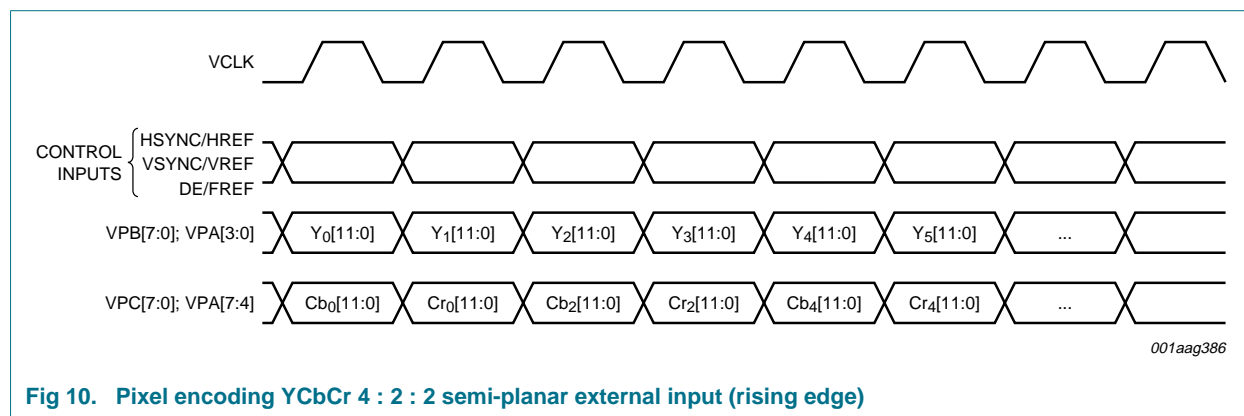 VCLK
CONTROL INPUTS
HSYNC/HREF
VSYNC/VREF
DE/FREF
VPB[7:0]; VPA[3:0] Y0[11:0] Y1[11:0] Y2[11:0] Y3[11:0] Y4[11:0] Y5[11:0] ...
VPC[7:0]; VPA[7:4] Cb0[11:0] Cr0[11:0] Cb2[11:0] Cr2[11:0] Cb4[11:0] Cr4[11:0] ...
001aag386
Fig 10. Pixel encoding YCbCr 4 : 2 : 2 semi-planar external input (rising edge)